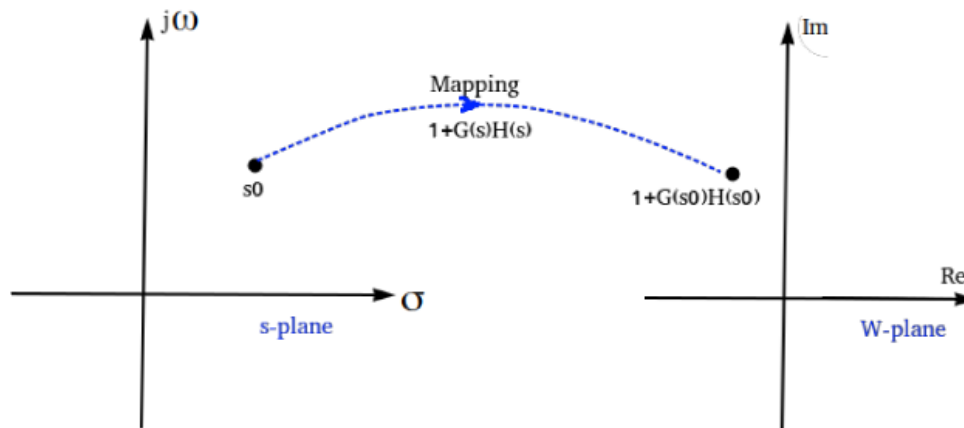 jω
Im
Mapping
1+G(s)H(s)
s0
1+G(s0)H(s0)
Re
σ
s-plane
W-plane